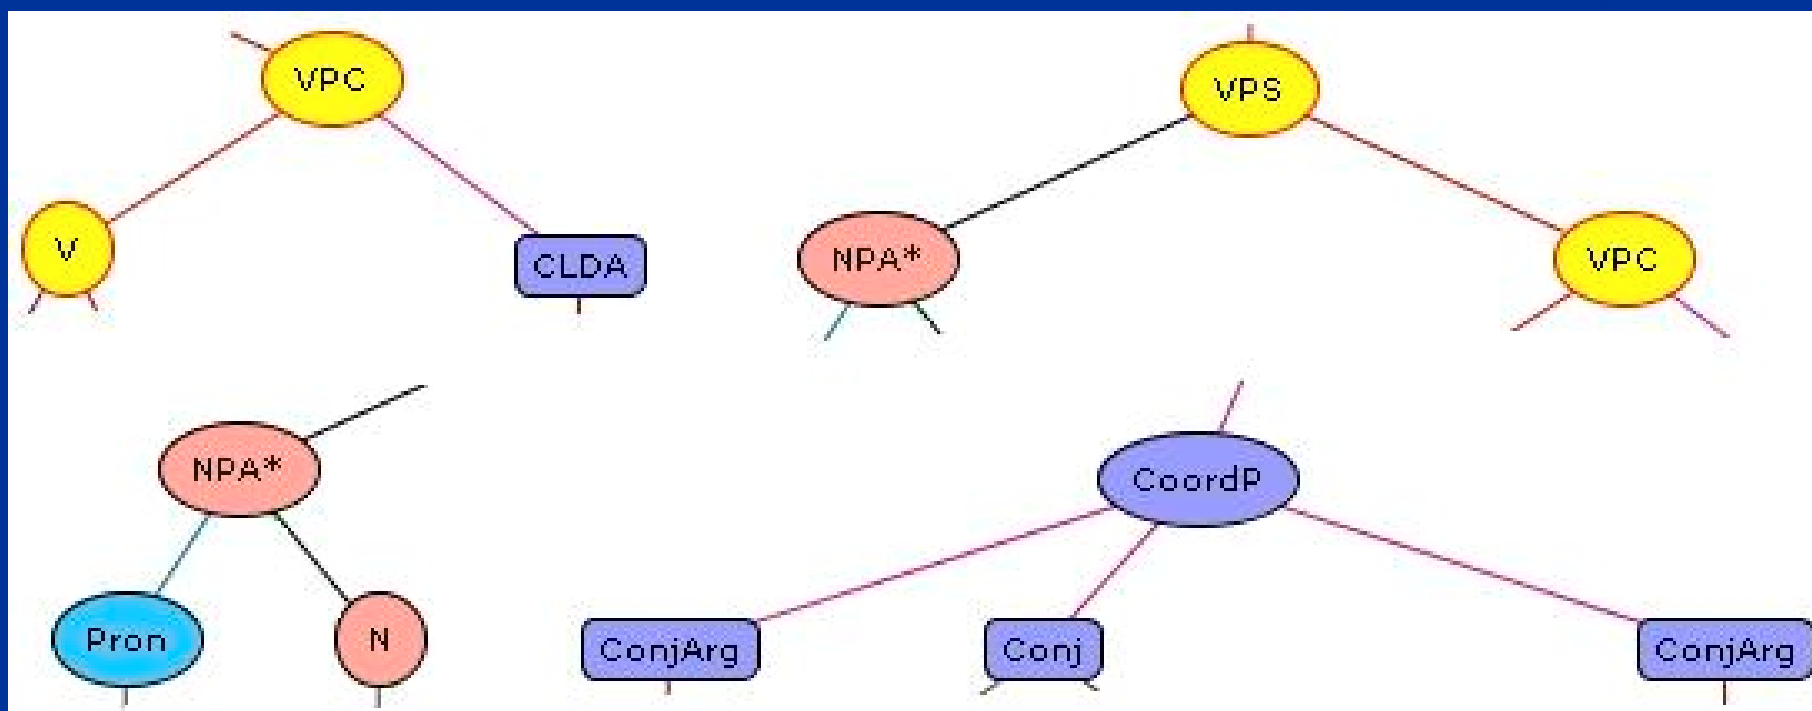 VPC
VPS
V
CLDA
NPA*
VPC
NPA*
CoordP
Pron
N
ConjArg
Conj
ConjArg